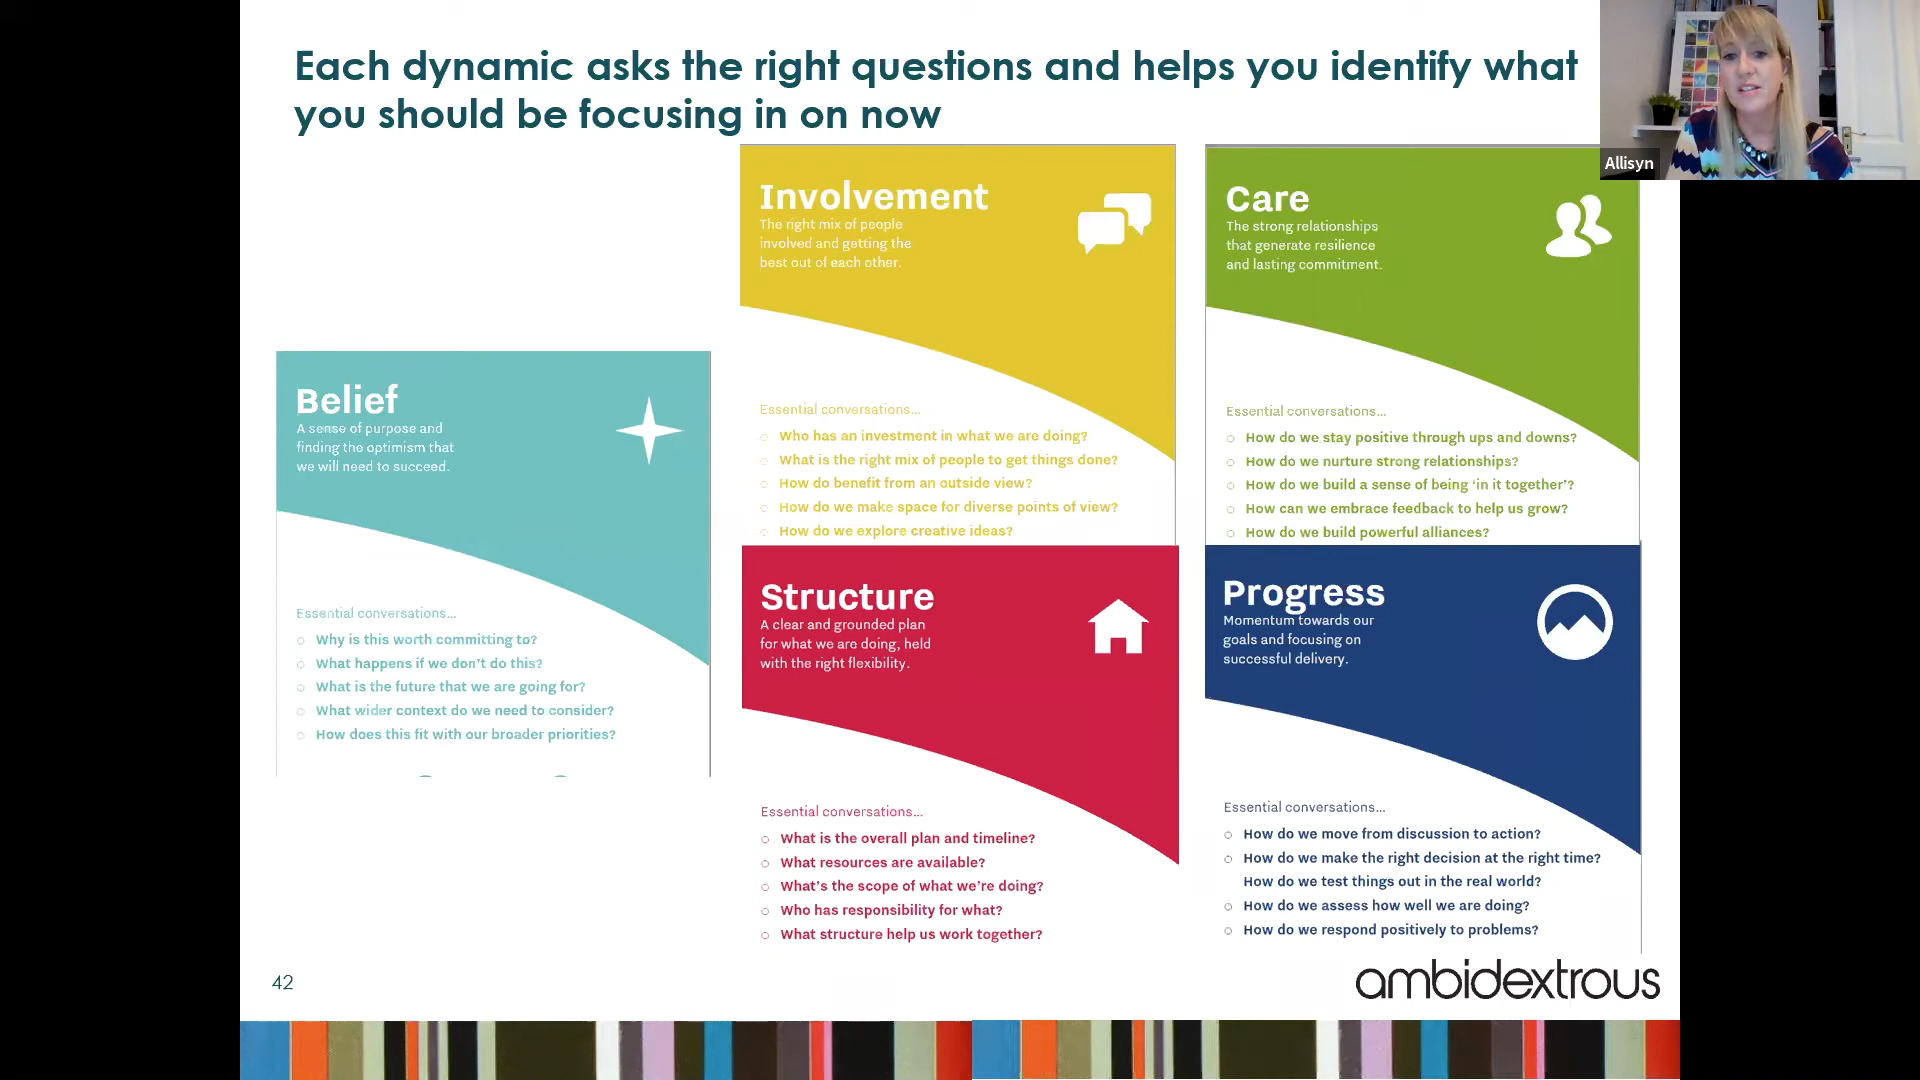 Each dynamic asks the right questions and helps you identify what
you should be focusing in on now
Allisyn
Belief
A sense of purpose and
finding the optimism that
we will need to succeed.
Essential conversations...
Why is this worth committing to?
What happens if we don't do this?
What is the future that we are going for?
What wider context do we need to consider?
How does this fit with our broader priorities?
Involvement
The right mix of people
involved and getting the
best out of each other.
Essential conversations...
Who has an investment in what we are doing?
What is the right mix of people to get things done?
How do benefit from an outside view?
How do we make space for diverse points of view?
How do we explore creative ideas?
Care
The strong relationships
that generate resilience
and lasting commitment.
Essential conversations...
How do we stay positive through ups and downs?
How do we nurture strong relationships?
How do we build a sense of being ‘in it together’?
How can we embrace feedback to help us grow?
How do we build powerful alliances?
Structure
A clear and grounded plan
for what we are doing, held
with the right flexibility.
Essential conversations...
What is the overall plan and timeline?
What resources are available?
What's the scope of what we're doing?
Who has responsibility for what?
What structure help us work together?
Progress
Momentum towards our
goals and focusing on
successful delivery.
Essential conversations...
How do we move from discussion to action?
How do we make the right decision at the right time?
How do we test things out in the real world?
How do we assess how well we are doing?
How do we respond positively to problems?
42
ambidextrous